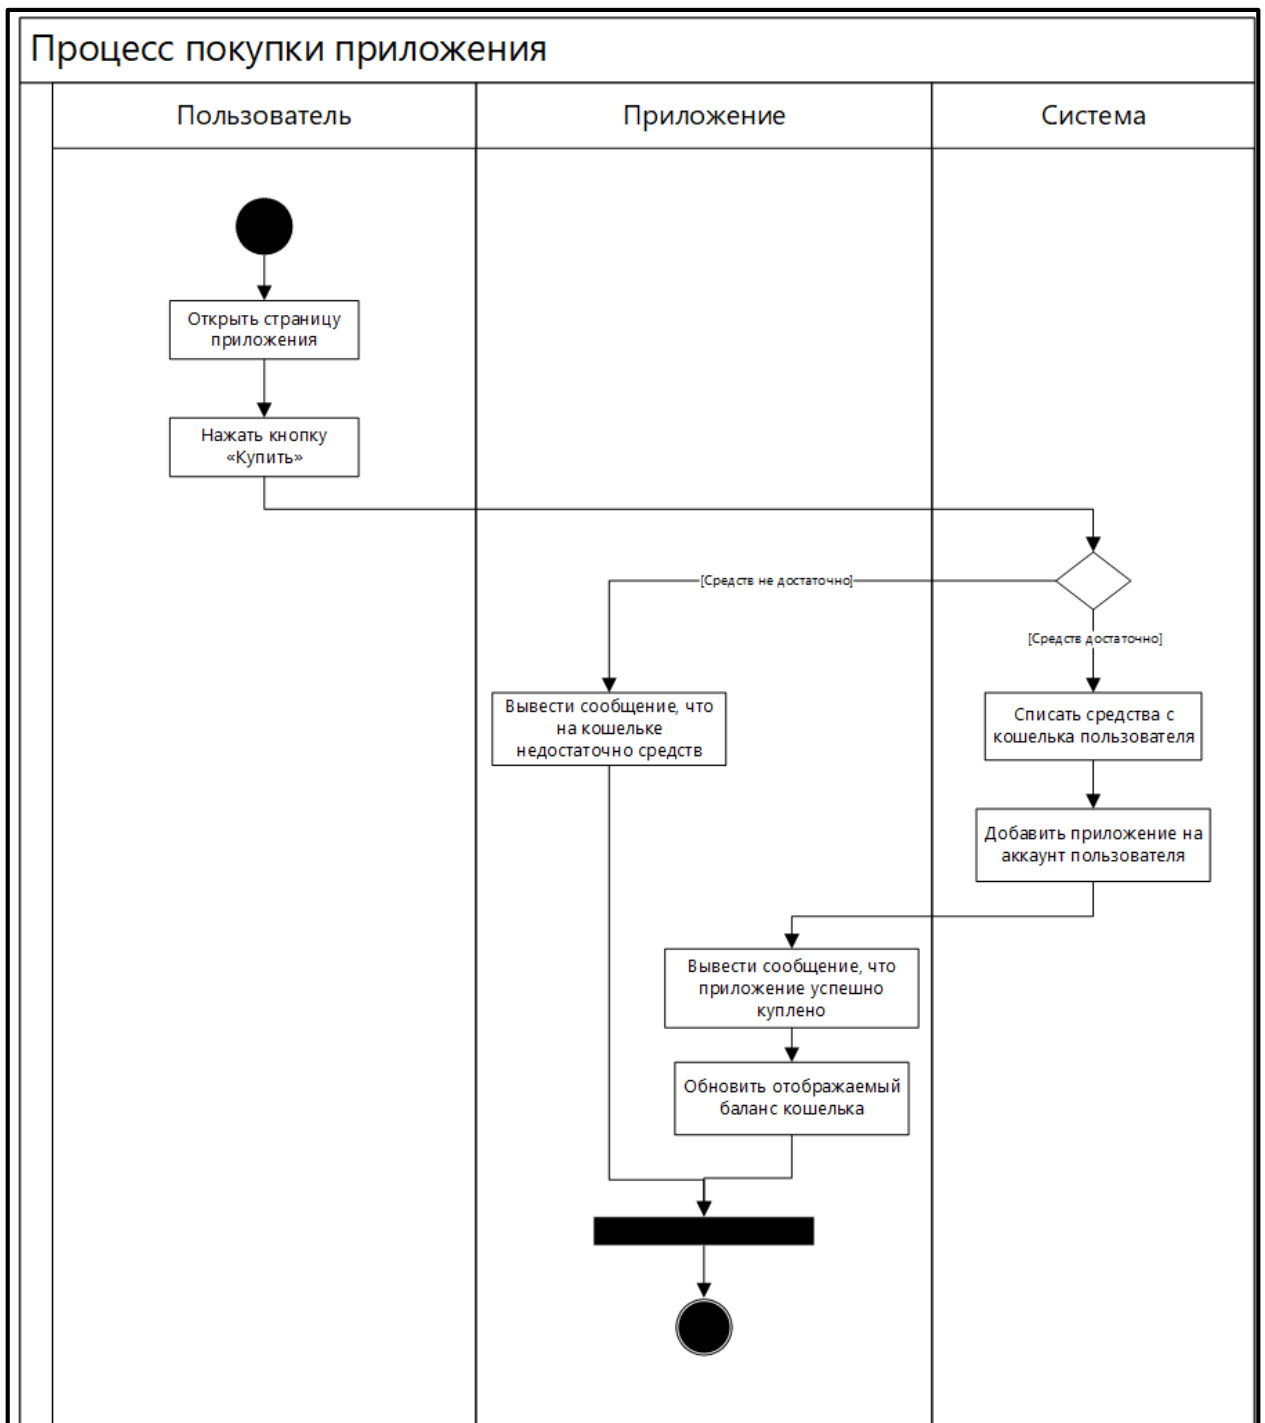 Процесс покупки приложения
Пользователь
Приложение
Система
Открыть страницу
приложения
Нажать кнопку
«Купить»
[Средств не достаточно]
[Средств достаточно]
Вывести сообщение, что
на кошельке
недостаточно средств
Списать средства с
кошелька пользователя
Добавить приложение на
аккаунт пользователя
Вывести сообщение, что
приложение успешно
куплено
Обновить отображаемый
баланс кошелька